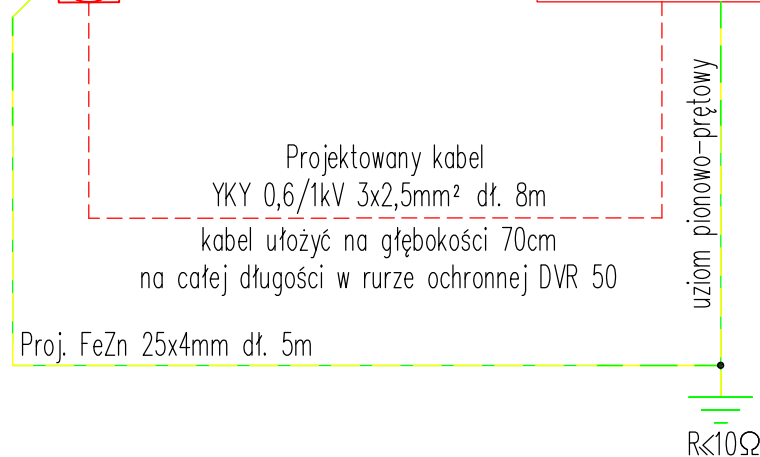 Projektowany kabel
YKY 0,6/1kV 3x2,5mm² dł. 8m
kabel ułożyć na głębokości 70cm
na całej długości w rurze ochronnej DVR 50
uziom pionowo-prętowy
Proj. FeZn 25x4mm dł. 5m
R≪10Ω